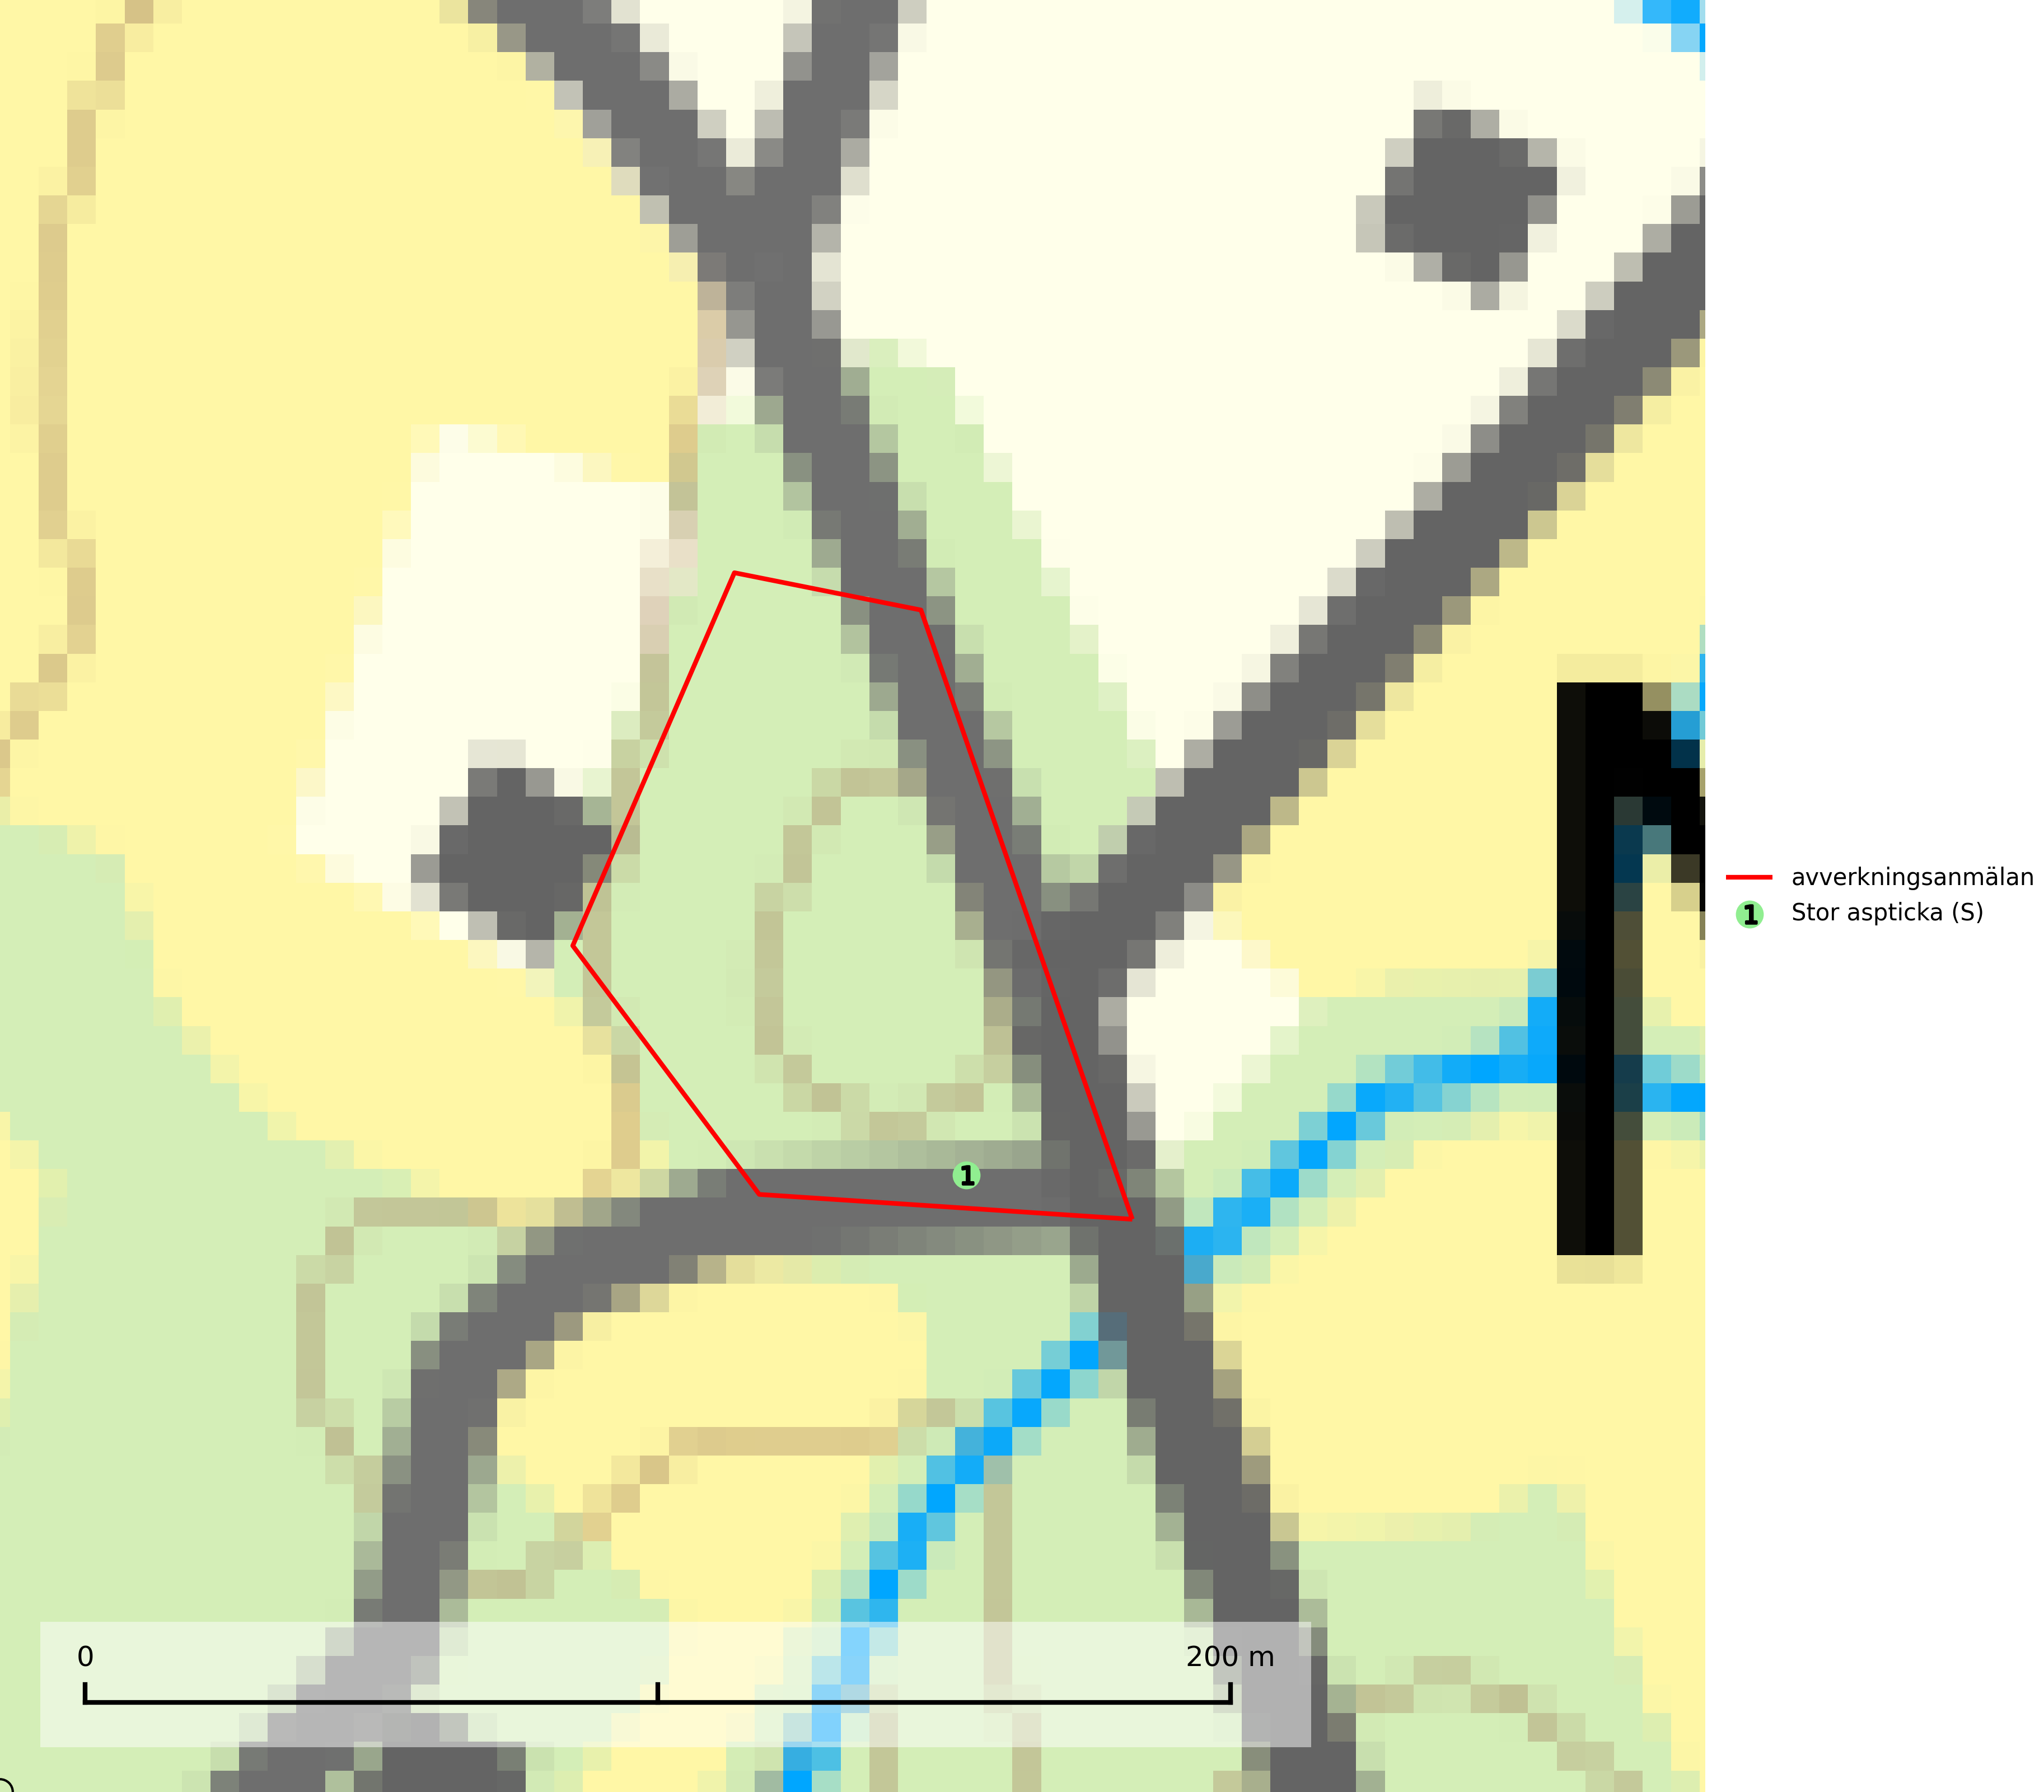 1
avverkningsanmälan
1 Stor aspticka (S)
0 200 m